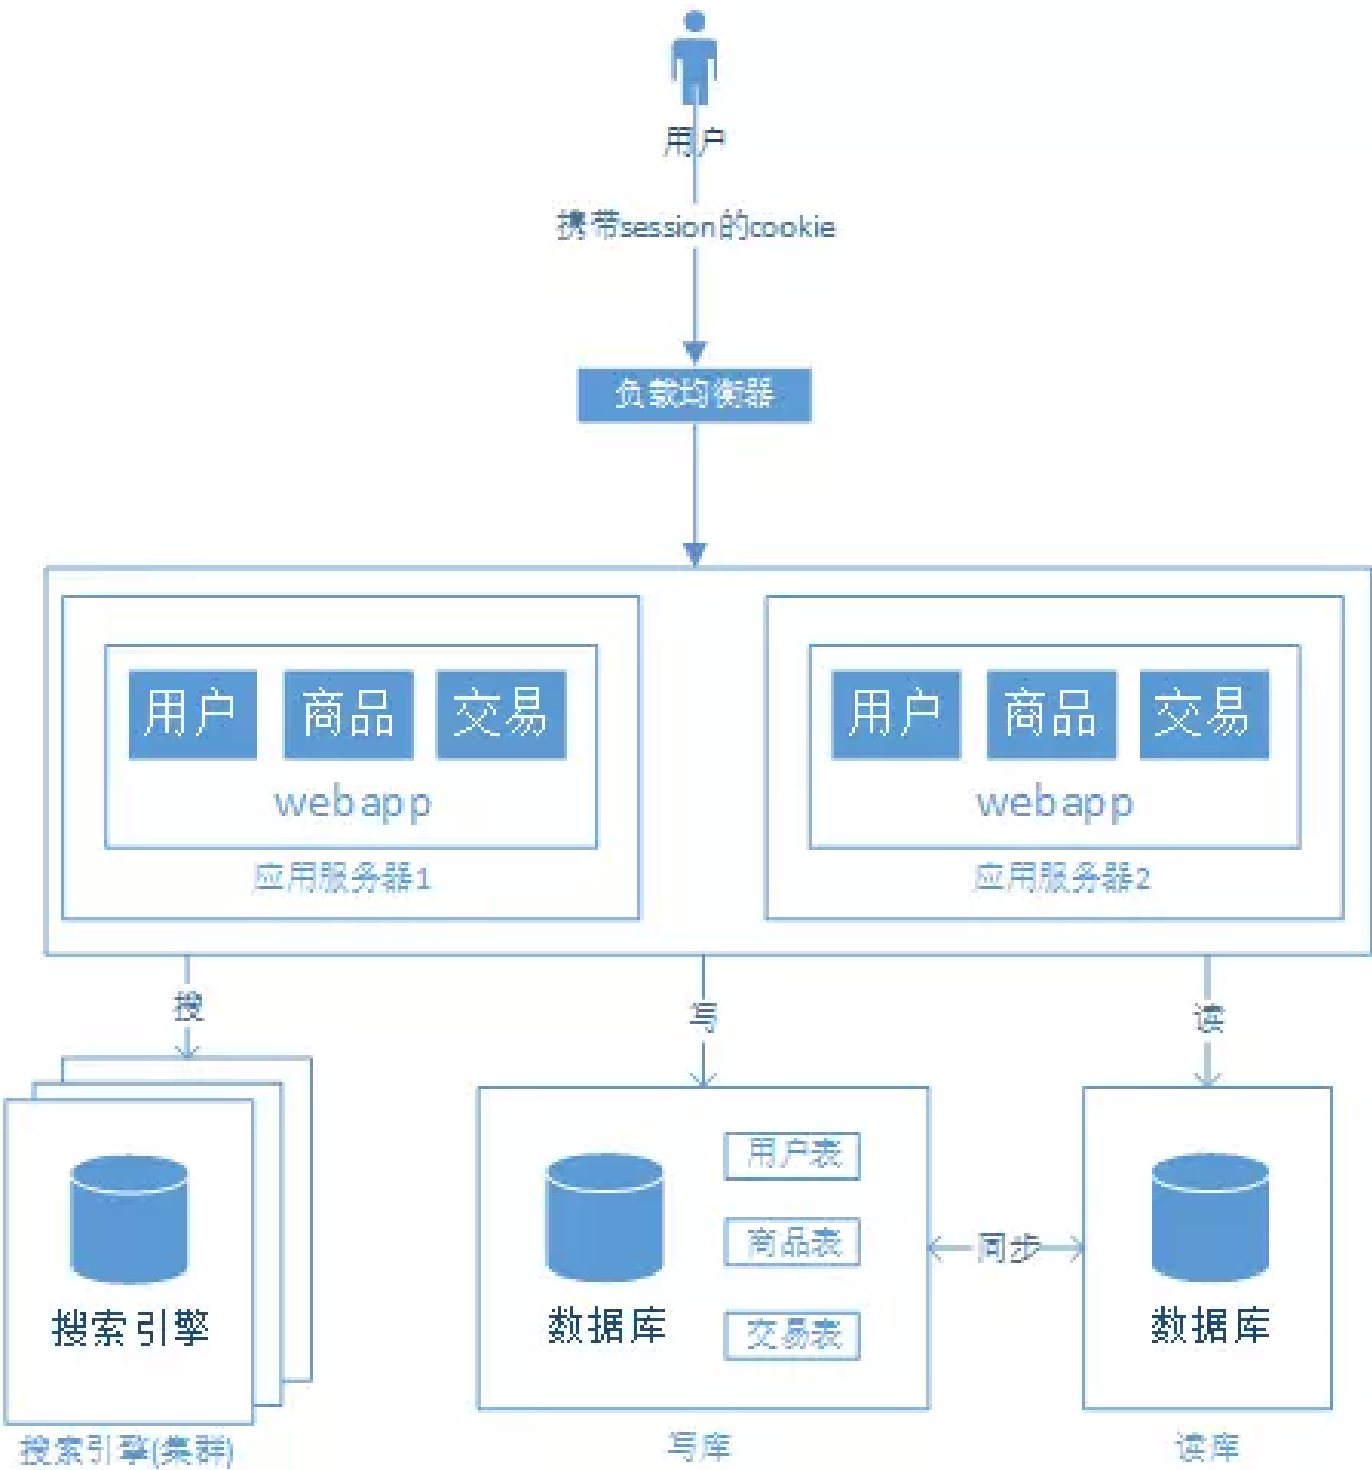 用户
携带session的cookie
负载均衡器
用户 商品 交易
webapp
应用服务器1
用户 商品 交易
webapp
应用服务器2
搜
写
读
搜索引擎
搜索引擎(集群)
数据库
用户表
商品表
交易表
写库
同步
数据库
读库